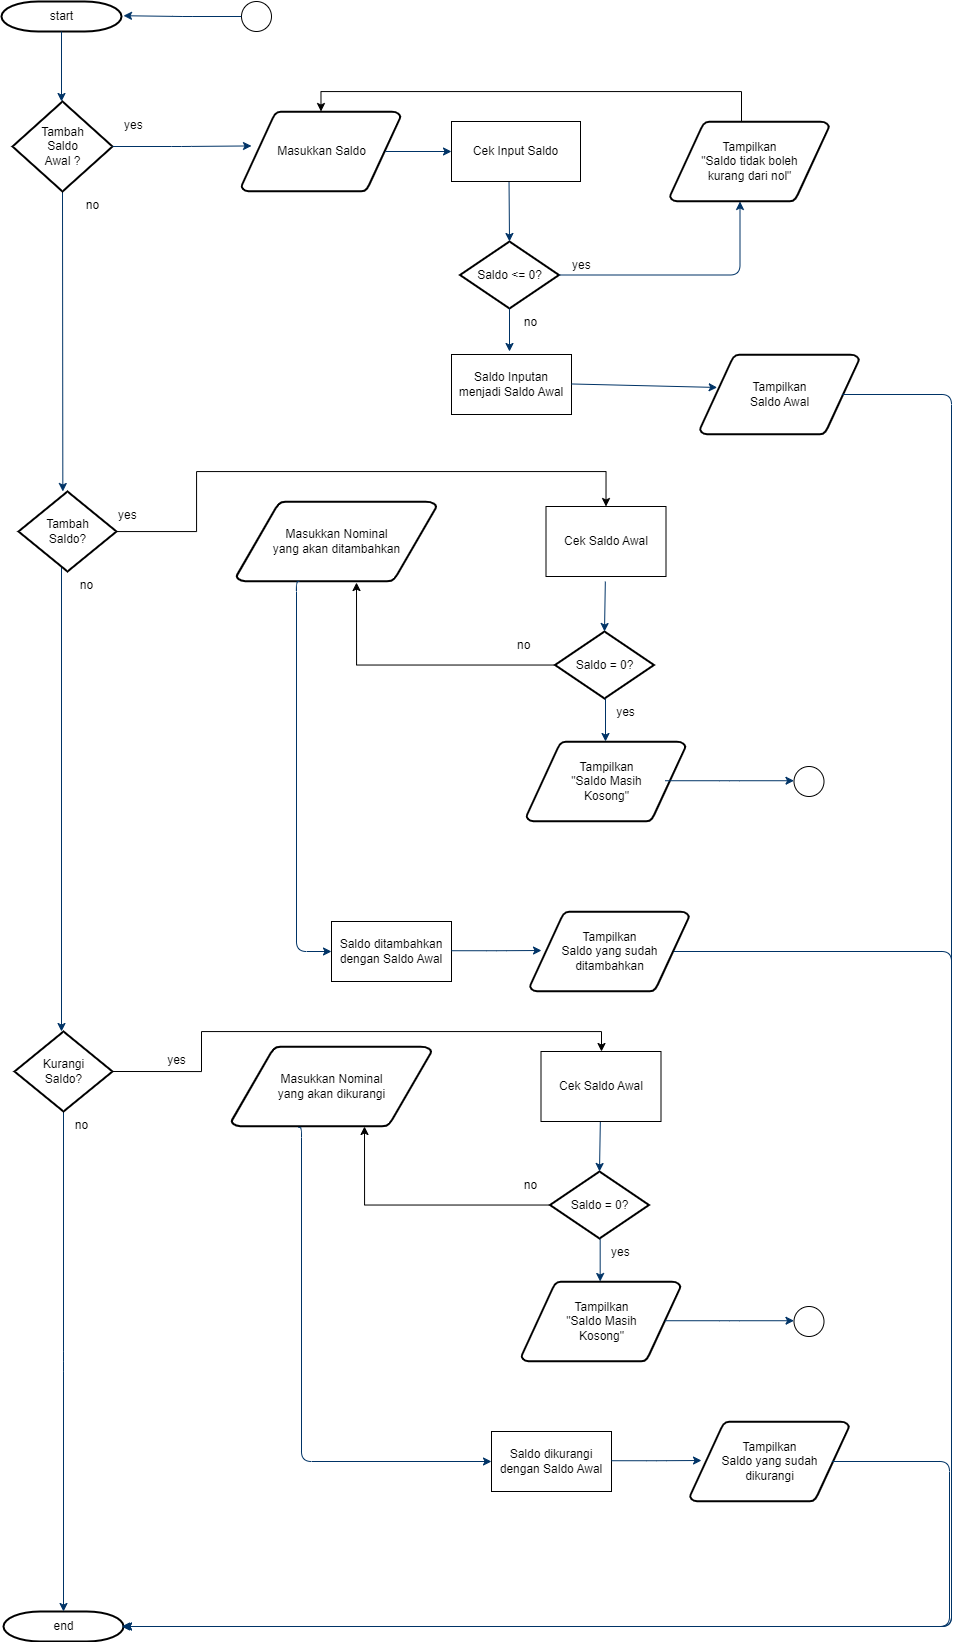 start
Tambah
Saldo
Awal ?
yes
no
Masukkan Saldo
Cek Input Saldo
Tampilkan
"Saldo tidak boleh
kurang dari nol"
Saldo <= 0?
yes
no
Saldo Inputan
menjadi Saldo Awal
Tampilkan
Saldo Awal
Tambah
Saldo?
yes
no
Masukkan Nominal
yang akan ditambahkan
Cek Saldo Awal
no
Saldo = 0?
yes
Tampilkan
"Saldo Masih
Kosong"
Saldo ditambahkan
dengan Saldo Awal
Tampilkan
Saldo yang sudah
ditambahkan
Kurangi
Saldo?
yes
no
Masukkan Nominal
yang akan dikurangi
Cek Saldo Awal
no
Saldo = 0?
yes
Tampilkan
"Saldo Masih
Kosong"
Saldo dikurangi
dengan Saldo Awal
Tampilkan
Saldo yang sudah
dikurangi
end